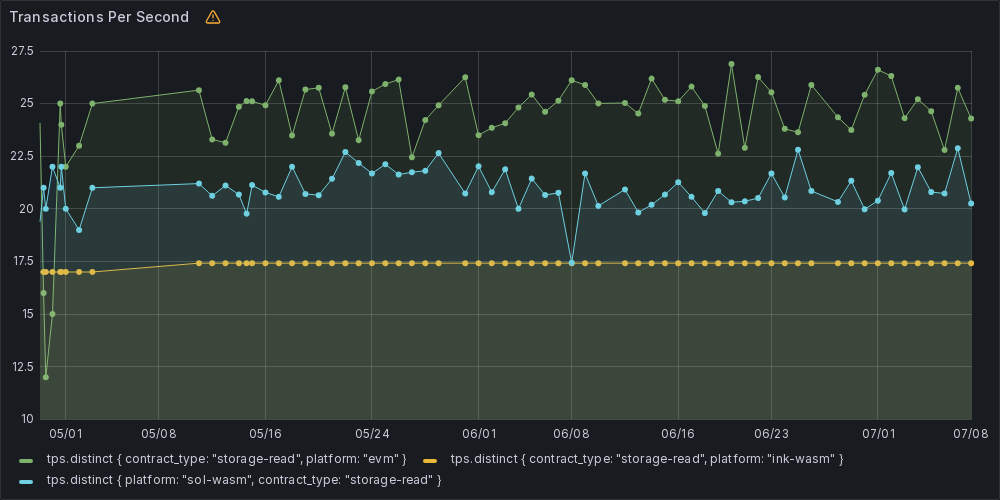 Transactions Per Second
27.5
25
22.5
20
17.5
15
12.5
10
05/01 05/08 05/16 05/24 06/01 06/08 06/16 06/23 07/01 07/08
tps.distinct { contract_type: "storage-read", platform: "evm" } tps.distinct { contract_type: "storage-read", platform: "ink-wasm" }
tps.distinct { platform: "sol-wasm", contract_type: "storage-read" }